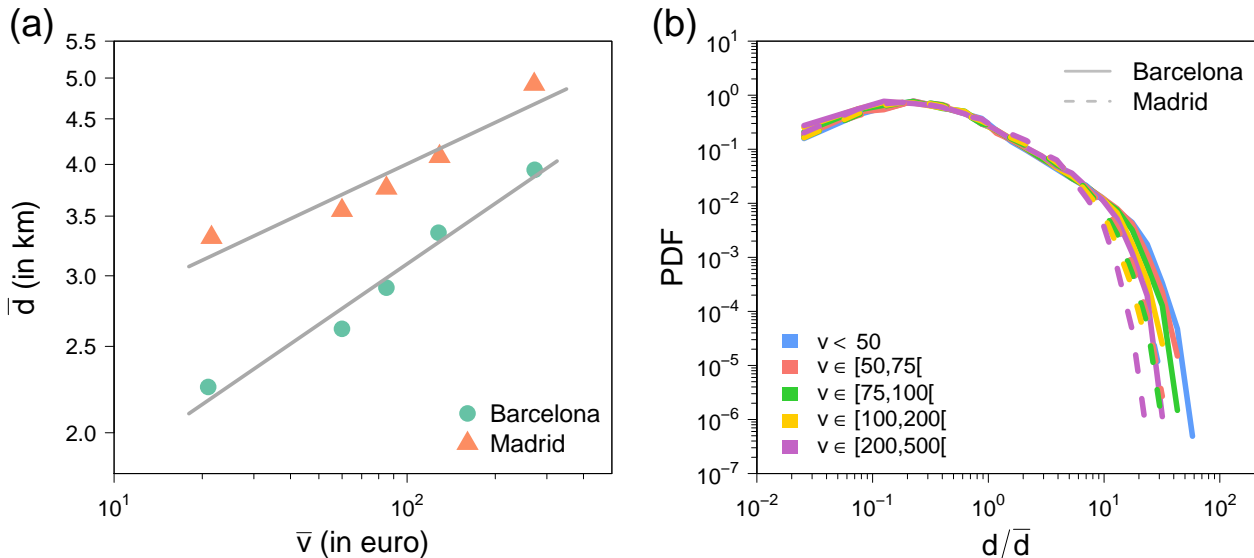 (a)
5.5
5.0
4.5
4.0
3.5
3.0
2.5
2.0
d̅ (in km)
Barcelona
Madrid
10¹
10²
v̅ (in euro)
(b)
10¹
10⁰
10⁻¹
10⁻²
10⁻³
10⁻⁴
10⁻⁵
10⁻⁶
10⁻⁷
PDF
Barcelona
Madrid
v < 50
v ∈ [50,75[
v ∈ [75,100[
v ∈ [100,200[
v ∈ [200,500[
10⁻²
10⁻¹
10⁰
10¹
10²
d/d̅